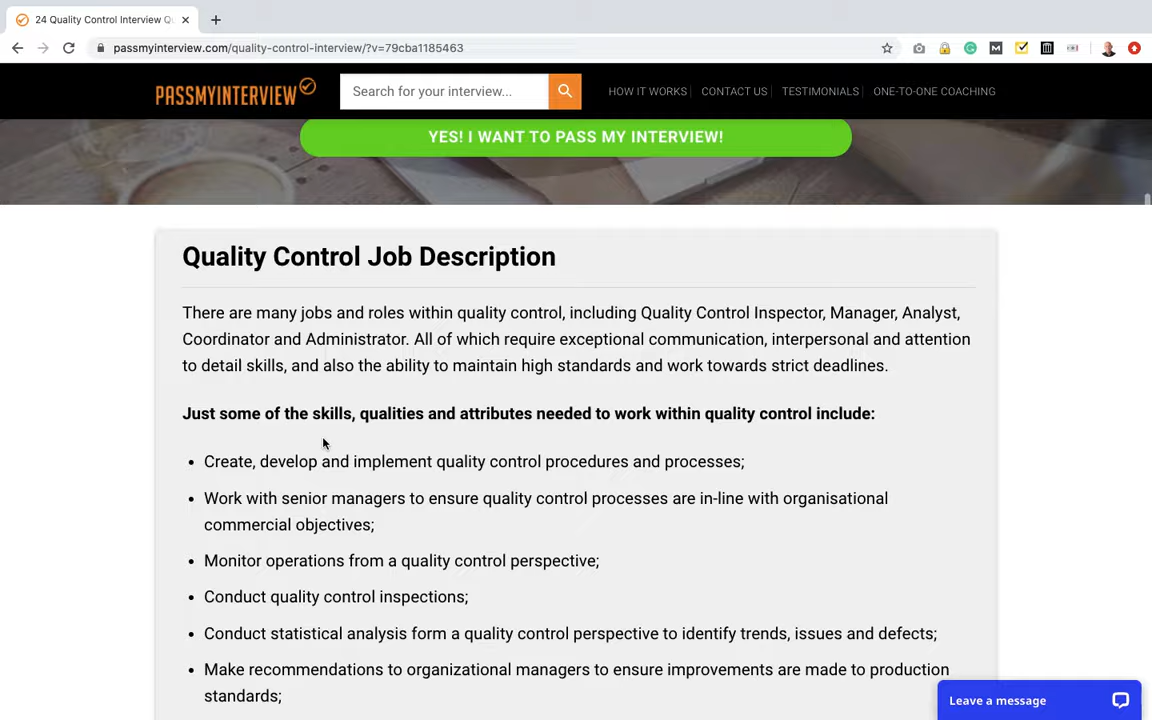 24 Quality Control Interview Q
passmyinterview.com/quality-control-interview/?v=79cba1185463
PASSMYINTERVIEW
Search for your interview...
HOW IT WORKS
CONTACT US
TESTIMONIALS
ONE-TO-ONE COACHING
YES! I WANT TO PASS MY INTERVIEW!
Quality Control Job Description
There are many jobs and roles within quality control, including Quality Control Inspector, Manager, Analyst,
Coordinator and Administrator. All of which require exceptional communication, interpersonal and attention
to detail skills, and also the ability to maintain high standards and work towards strict deadlines.
Just some of the skills, qualities and attributes needed to work within quality control include:
• Create, develop and implement quality control procedures and processes;
• Work with senior managers to ensure quality control processes are in-line with organisational
commercial objectives;
• Monitor operations from a quality control perspective;
• Conduct quality control inspections;
• Conduct statistical analysis form a quality control perspective to identify trends, issues and defects;
• Make recommendations to organizational managers to ensure improvements are made to production
standards;
Leave a message